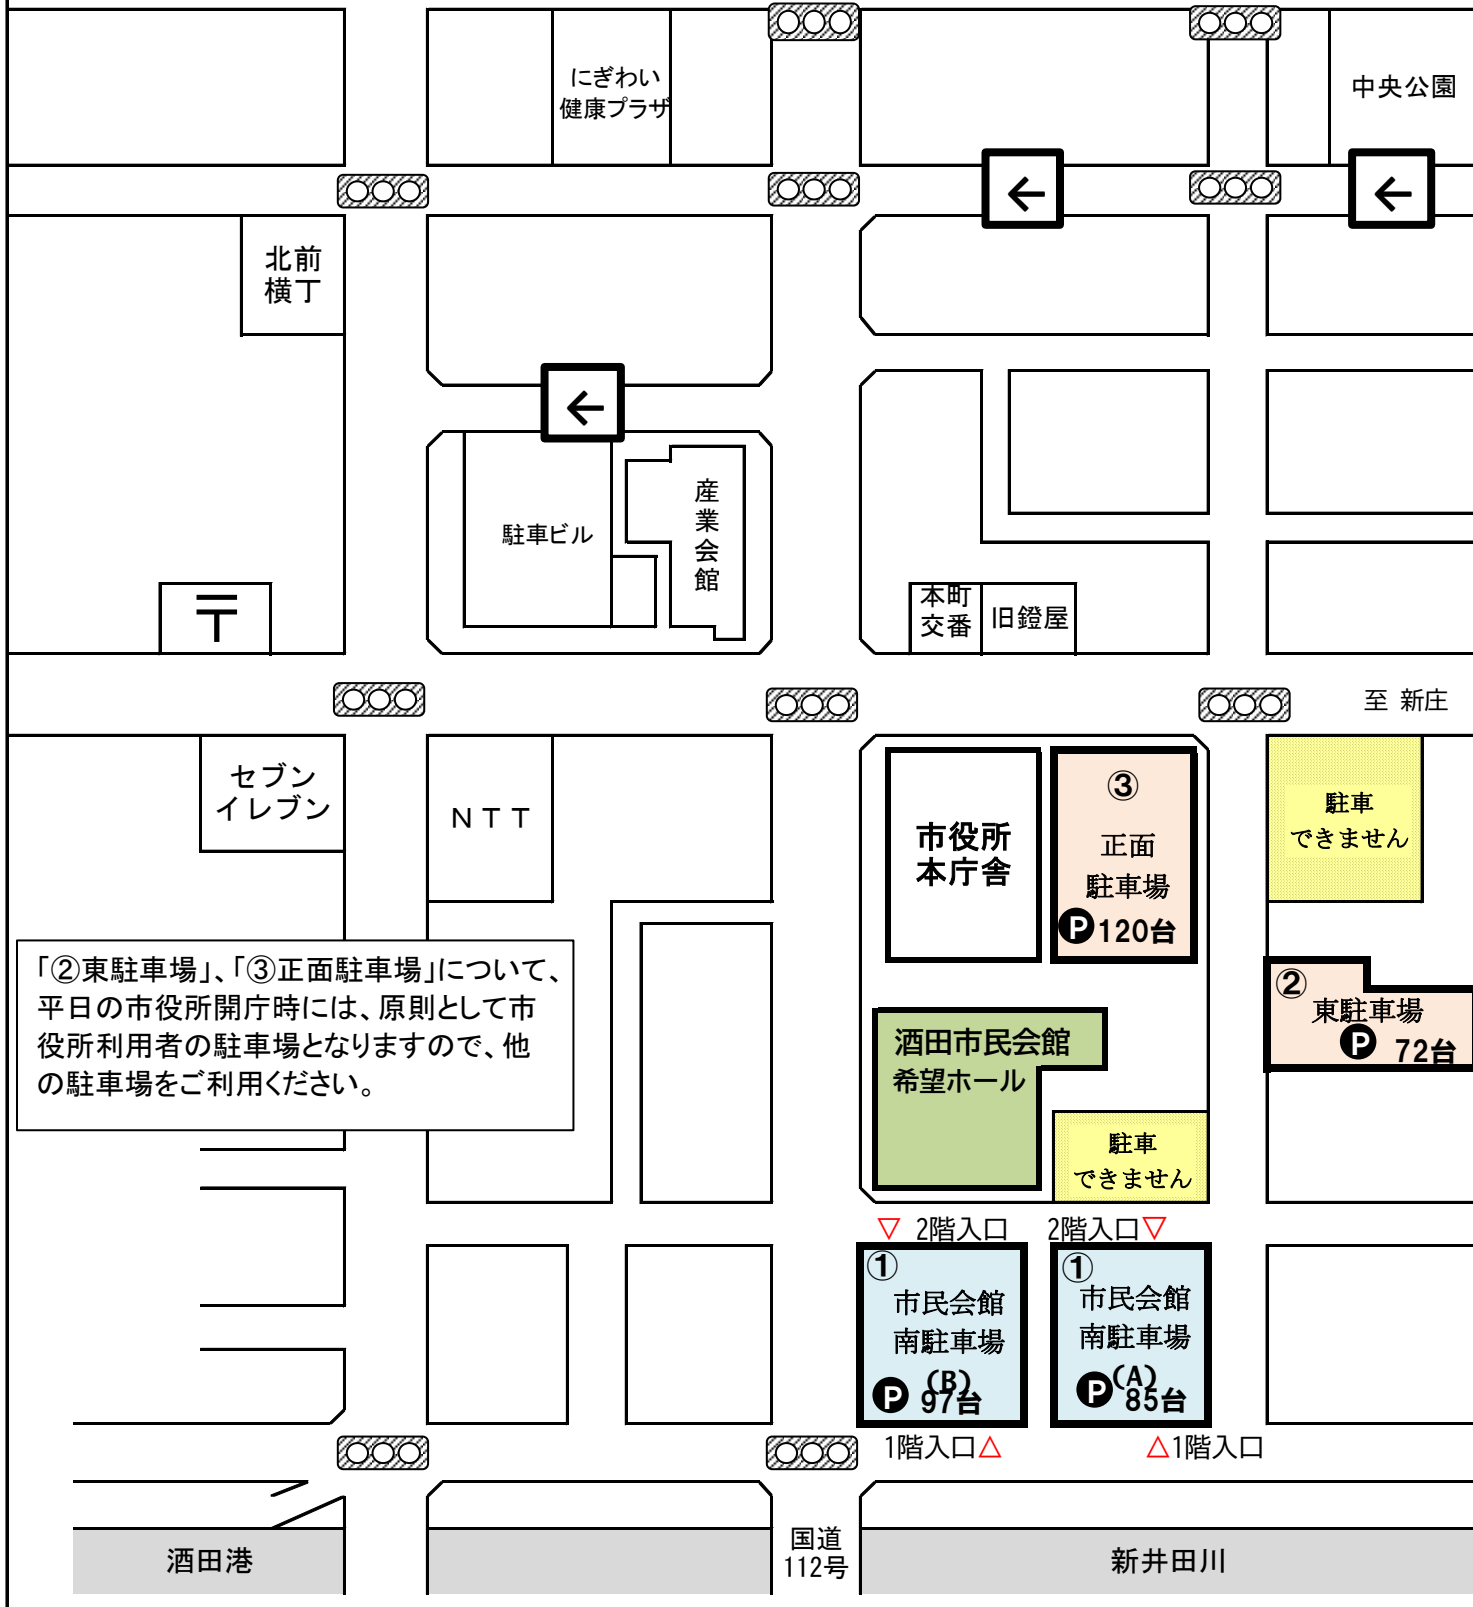 にぎわい
健康プラザ
中央公園
←
←
北前
横丁
←
駐車ビル
産業会館
〒
本町
交番
旧鐙屋
至 新庄
セブン
イレブン
NTT
市役所
本庁舎
③
正面
駐車場
P 120台
駐車
できません
「②東駐車場」、「③正面駐車場」について、
平日の市役所開庁時には、原則として市
役所利用者の駐車場となりますので、他
の駐車場をご利用ください。
②
東駐車場
P 72台
酒田市民会館
希望ホール
駐車
できません
▽ 2階入口
2階入口▽
①
市民会館
南駐車場
(B)
P 97台
①
市民会館
南駐車場
(A)
P 85台
1階入口△
△1階入口
酒田港
国道
112号
新井田川